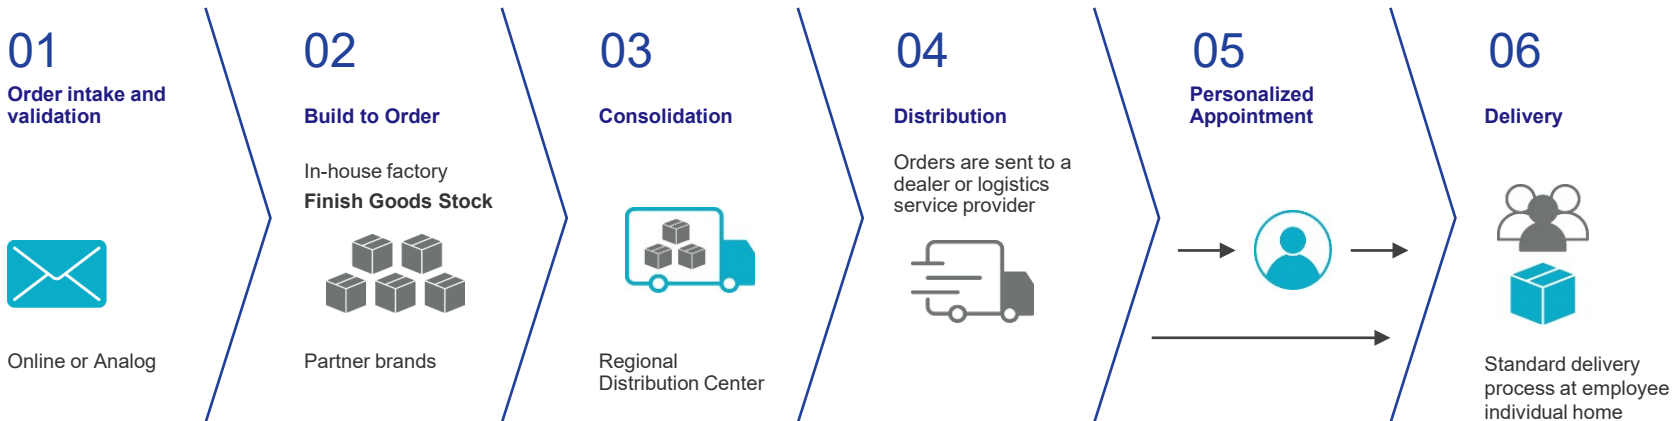 01
Order intake and
validation
Online or Analog
02
Build to Order
In-house factory
Finish Goods Stock
Partner brands
03
Consolidation
Regional
Distribution Center
04
Distribution
Orders are sent to a
dealer or logistics
service provider
05
Personalized
Appointment
06
Delivery
Standard delivery
process at employee
individual home